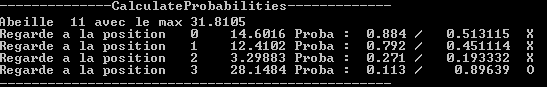 ---------------CalculateProbabilities--------------
Abeille  11 avec le max 31.8105
Regarde a la position   0    14.6016 Proba :  0.884 /   0.513115  X
Regarde a la position   1    12.4102 Proba :  0.792 /   0.451114  X
Regarde a la position   2    3.29883 Proba :  0.271 /   0.193332  X
Regarde a la position   3    28.1484 Proba :  0.113 /    0.89639  O
---------------------------------------------------